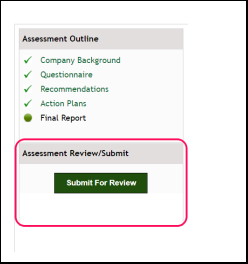 Assessment Outline
Company Background
Questionnaire
Recommendations
Action Plans
Final Report
Assessment Review/Submit
Submit For Review